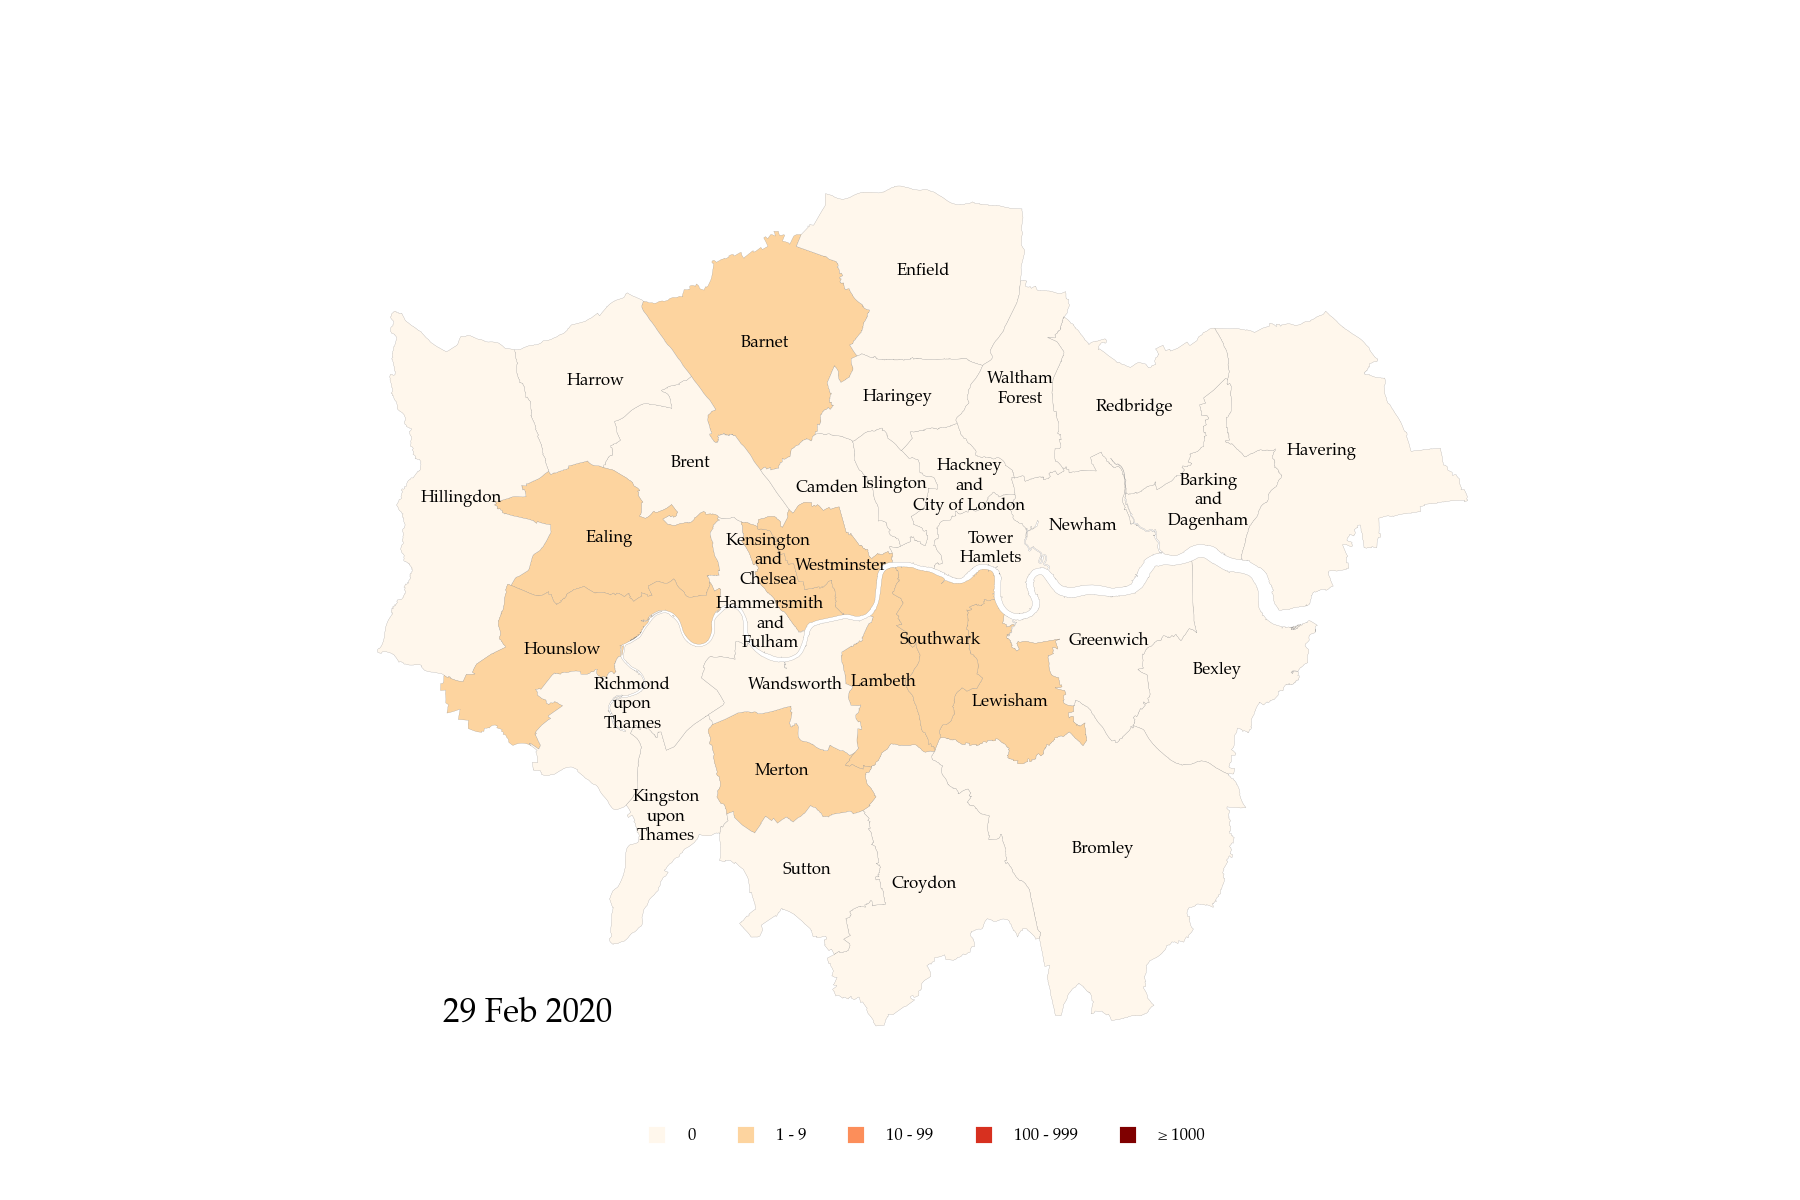 Enfield
Barnet
Harrow
Haringey
Waltham
Forest
Redbridge
Havering
Brent
Hillingdon
Camden
Islington
Hackney
and
City of London
Barking
and
Dagenham
Newham
Ealing
Kensington
and
Chelsea
Westminster
Tower
Hamlets
Hammersmith
and
Fulham
Hounslow
Southwark
Greenwich
Bexley
Richmond
upon
Thames
Wandsworth
Lambeth
Lewisham
Merton
Kingston
upon
Thames
Sutton
Croydon
Bromley
29 Feb 2020
0 1 - 9 10 - 99 100 - 999 ≥ 1000